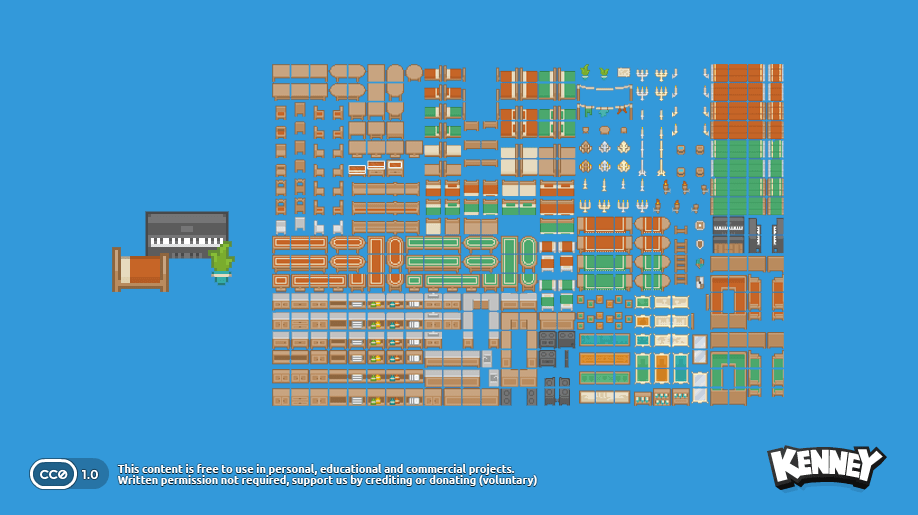 CC0 1.0
This content is free to use in personal, educational and commercial projects.
Written permission not required, support us by crediting or donating (voluntary)
KENNEY